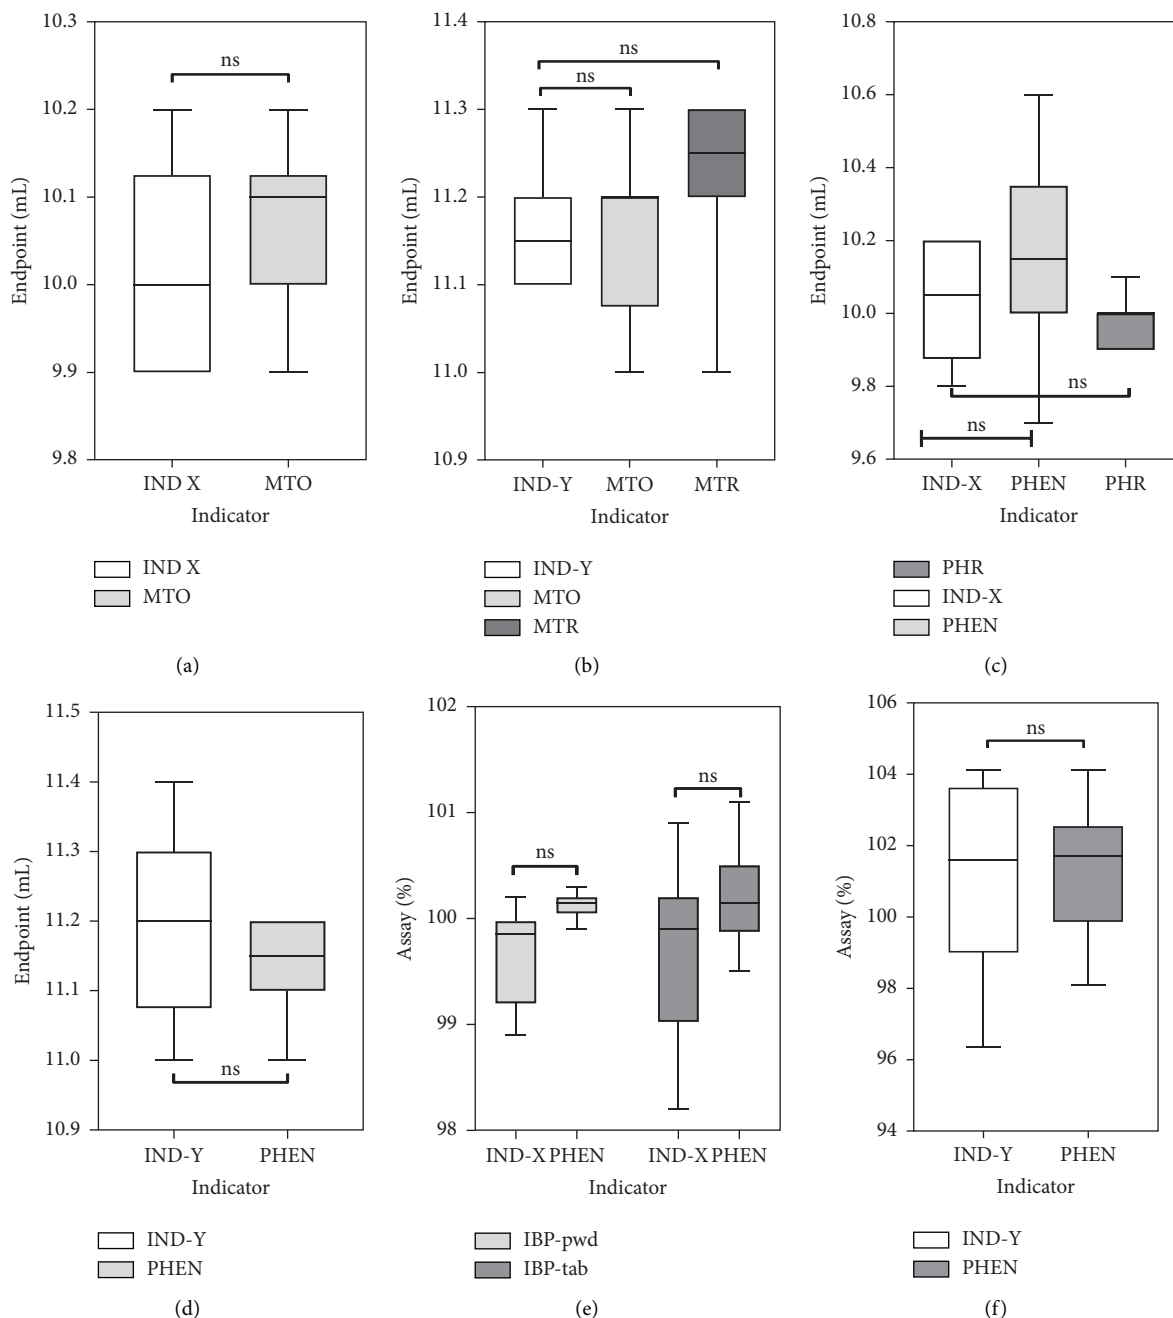 10.3
10.2
10.1
10.0
9.9
9.8
Endpoint (mL)
ns
IND X MTO
Indicator
IND X
MTO
(a)
11.4
11.3
11.2
11.1
11.0
10.9
Endpoint (mL)
ns
ns
IND-Y MTO MTR
Indicator
IND-Y
MTO
MTR
(b)
10.8
10.6
10.4
10.2
10.0
9.8
9.6
Endpoint (mL)
ns
ns
IND-X PHEN PHR
Indicator
PHR
IND-X
PHEN
(c)
11.5
11.4
11.3
11.2
11.1
11.0
10.9
Endpoint (mL)
ns
IND-Y PHEN
Indicator
IND-Y
PHEN
(d)
102
101
100
99
98
Assay (%)
ns
ns
IND-X PHEN IND-X PHEN
Indicator
IBP-pwd
IBP-tab
(e)
106
104
102
100
98
96
94
Assay (%)
ns
IND-Y PHEN
Indicator
IND-Y
PHEN
(f)